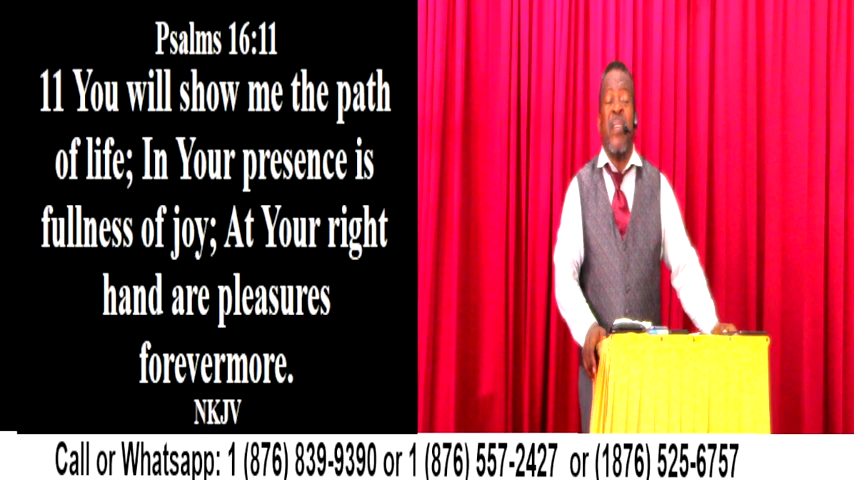 Psalms 16:11
11 You will show me the path
of life; In Your presence is
fullness of joy; At Your right
hand are pleasures
forevermore.
NKJV
Call or Whatsapp: 1 (876) 839-9390 or 1 (876) 557-2427 or (1876) 525-6757